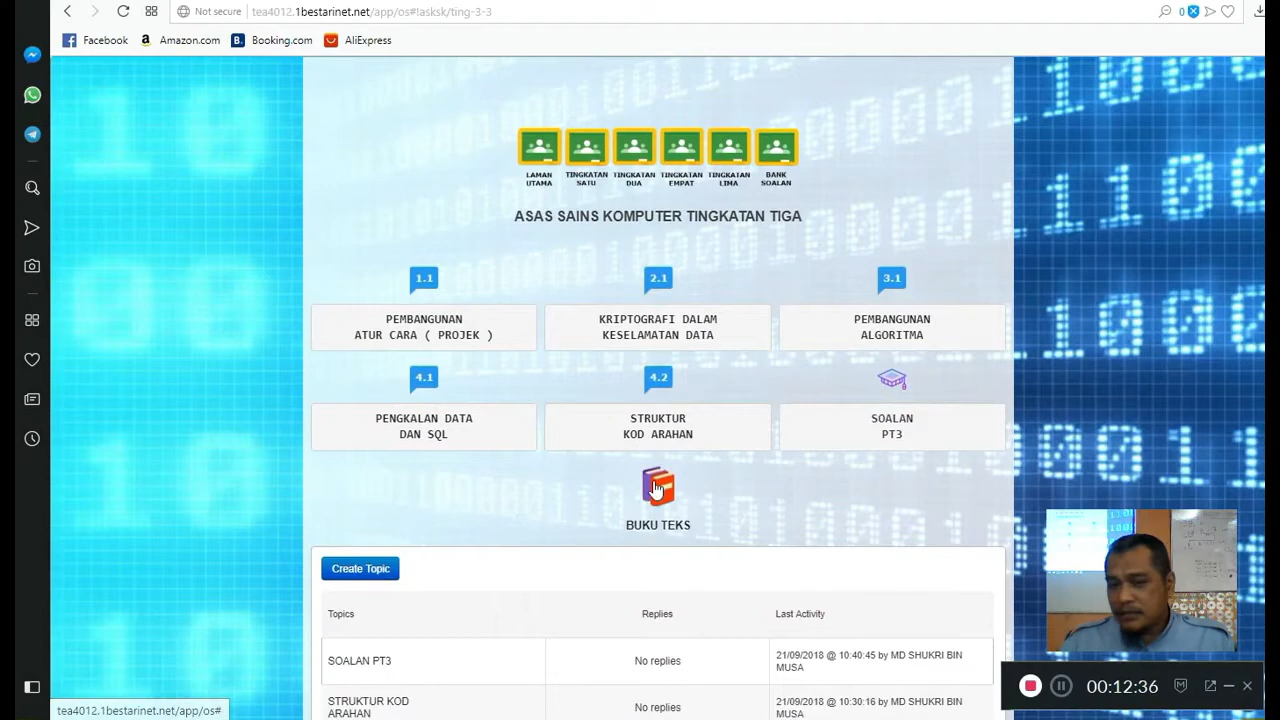 Not secure
tea4012.1bestarinet.net/app/os#!asksk/ting-3-3
0
Facebook
Amazon.com
Booking.com
AliExpress
LAMAN UTAMA
TINGKATAN SATU
TINGKATAN DUA
TINGKATAN EMPAT
TINGKATAN LIMA
BANK SOALAN
ASAS SAINS KOMPUTER TINGKATAN TIGA
1.1
2.1
3.1
PEMBANGUNAN
ATUR CARA ( PROJEK )
KRIPTOGRAFI DALAM
KESELAMATAN DATA
PEMBANGUNAN
ALGORITMA
4.1
4.2
PENGKALAN DATA
DAN SQL
STRUKTUR
KOD ARAHAN
SOALAN
PT3
BUKU TEKS
Create Topic
Topics
Replies
Last Activity
SOALAN PT3
No replies
21/09/2018 @ 10:40:45 by MD SHUKRI BIN
MUSA
STRUKTUR KOD
ARAHAN
No replies
21/09/2018 @ 10:30:16 by MD SHUKRI BIN
MUSA
00:12:36
tea4012.1bestarinet.net/app/os#